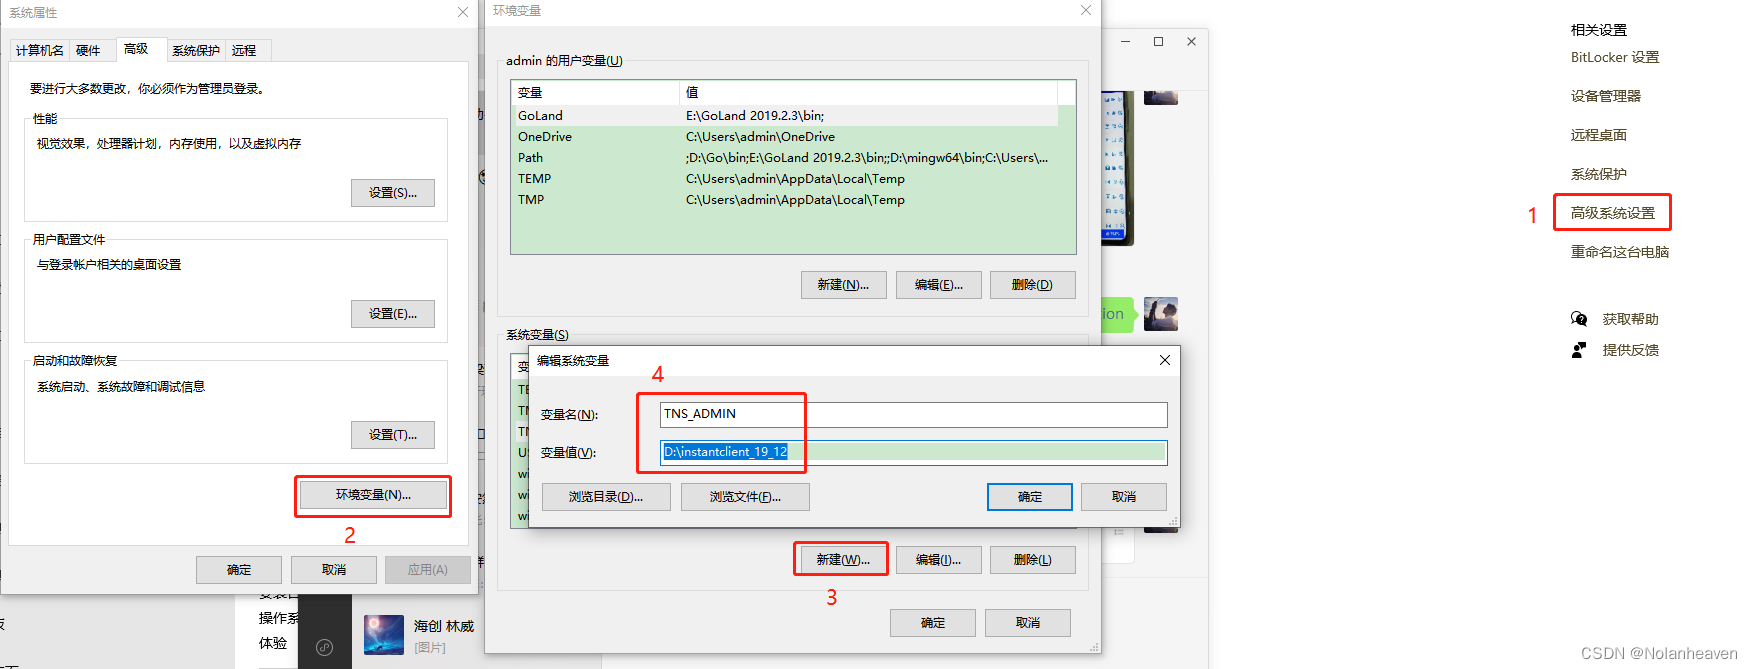 系统属性
计算机名 硬件 高级 系统保护 远程
要进行大多数更改，你必须作为管理员登录。
性能
视觉效果，处理器计划，内存使用，以及虚拟内存
设置(S)...
用户配置文件
与登录帐户相关的桌面设置
设置(E)...
启动和故障恢复
系统启动、系统故障和调试信息
设置(T)...
环境变量(N)...
2
确定 取消 应用(A)
操作系
体验
海创 林威
[图片]
环境变量
admin 的用户变量(U)
变量 值
GoLand E:\GoLand 2019.2.3\bin;
OneDrive C:\Users\admin\OneDrive
Path ;D:\Go\bin;E:\GoLand 2019.2.3\bin;;D:\mingw64\bin;C:\Users\...
TEMP C:\Users\admin\AppData\Local\Temp
TMP C:\Users\admin\AppData\Local\Temp
新建(N)... 编辑(E)... 删除(D)
系统变量(S)
编辑系统变量
4
变量名(N): TNS_ADMIN
变量值(V): D:\instantclient_19_12
浏览目录(D)... 浏览文件(F)... 确定 取消
新建(W)... 编辑(I)... 删除(L)
3
确定 取消
相关设置
BitLocker 设置
设备管理器
远程桌面
系统保护
1 高级系统设置
重命名这台电脑
获取帮助
提供反馈
CSDN @Nolanheaven